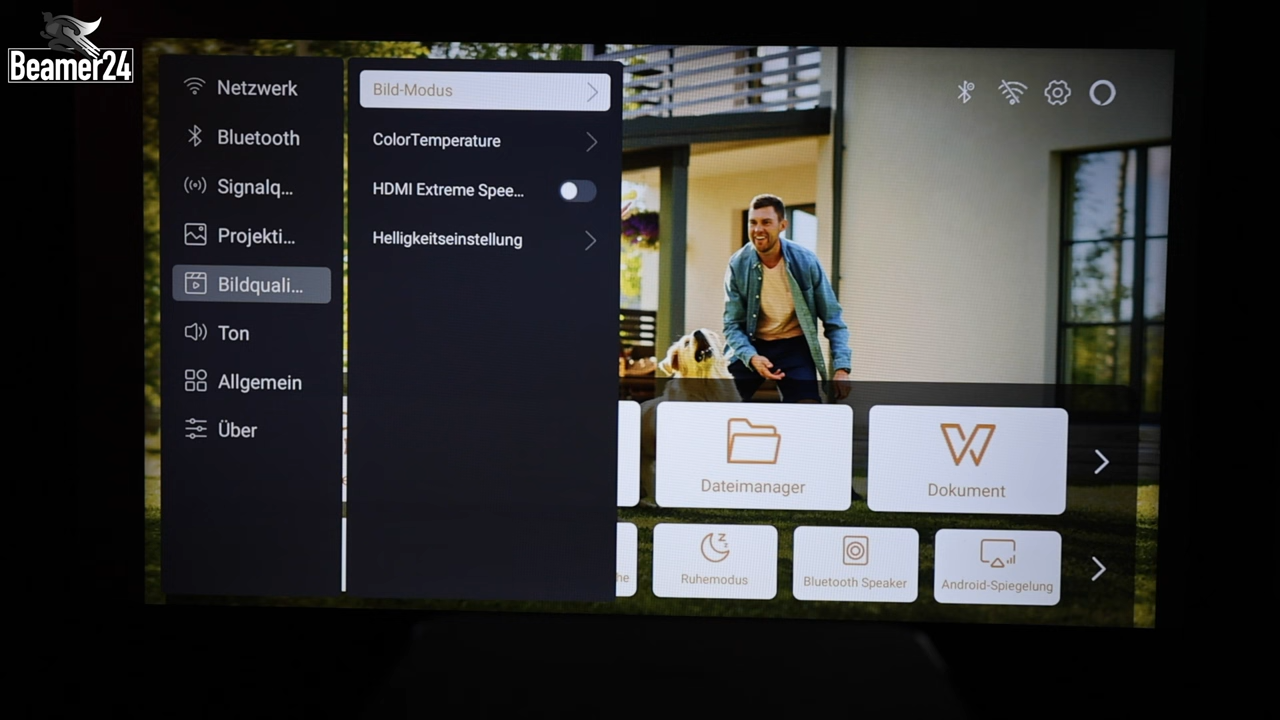 Beamer24
Netzwerk
Bluetooth
Signalq...
Projekti...
Bildquali...
Ton
Allgemein
Über
Bild-Modus
ColorTemperature
HDMI Extreme Spee...
Helligkeitseinstellung
Dateimanager
Dokument
he
Ruhemodus
Bluetooth Speaker
Android-Spiegelung